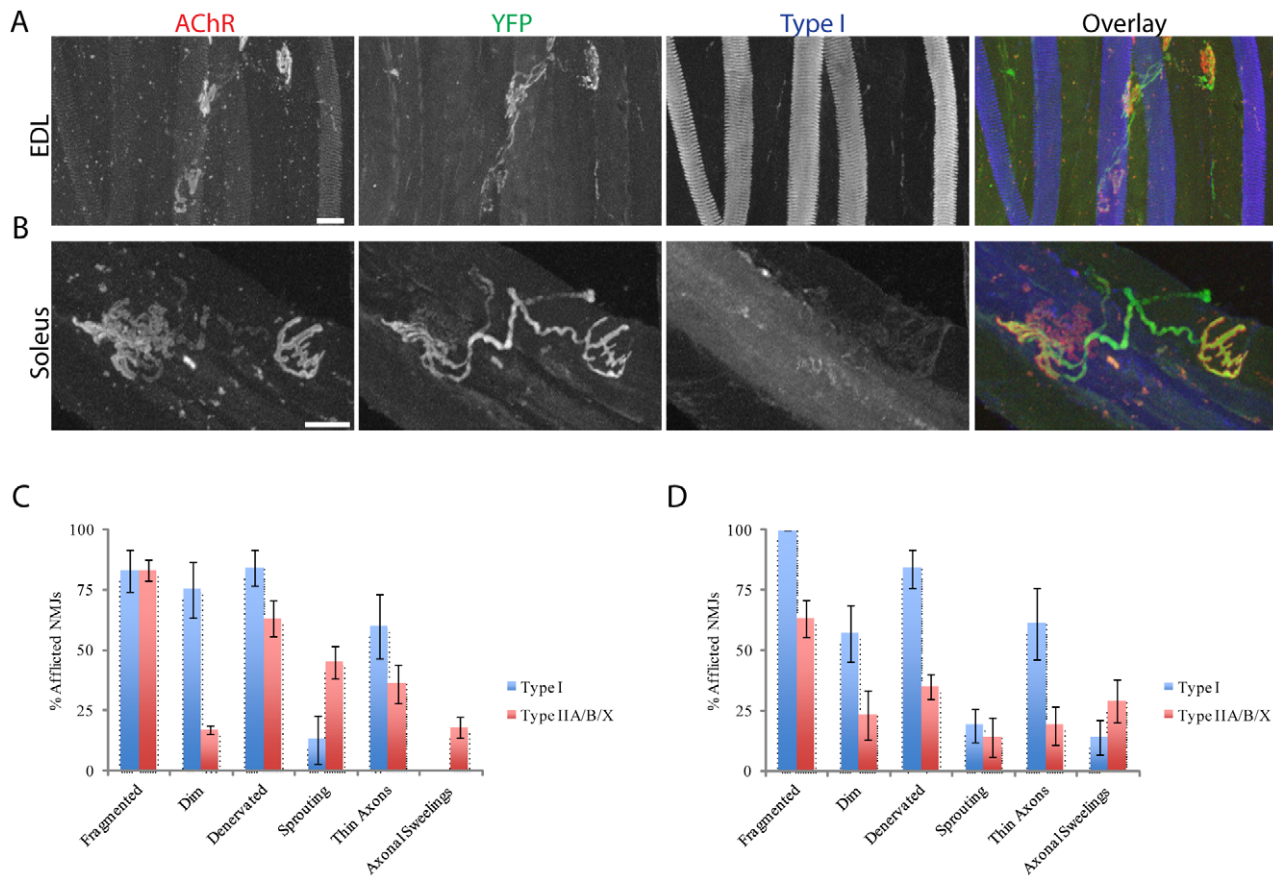 A
AChR
YFP
Type I
Overlay
EDL
B
Soleus
C
100
75
50
25
0
% Afflicted NMJs
Fragmented
Dim
Denervated
Sprouting
Thin Axons
Axonal Sweelings
Type I
Type IIA/B/X
D
100
75
50
25
0
% Afflicted NMJs
Fragmented
Dim
Denervated
Sprouting
Thin Axons
Axonal Sweelings
Type I
Type IIA/B/X